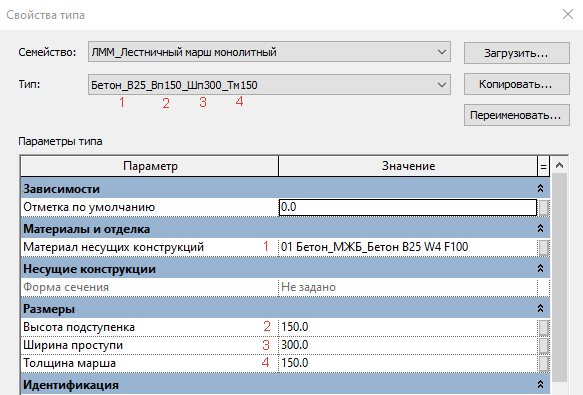 Свойства типа
Семейство: ЛММ_Лестничный марш монолитный Загрузить...
Тип: Бетон_В25_Вп150_Шп300_Тм150 Копировать...
1 2 3 4
Переименовать...
Параметры типа
Параметр Значение =
Зависимости
Отметка по умолчанию 0.0
Материалы и отделка
Материал несущих конструкций 1 01 Бетон_МЖБ_Бетон В25 W4 F100
Несущие конструкции
Форма сечения Не задано
Размеры
Высота подступенка 2 150.0
Ширина проступи 3 300.0
Толщина марша 4 150.0
Идентификация